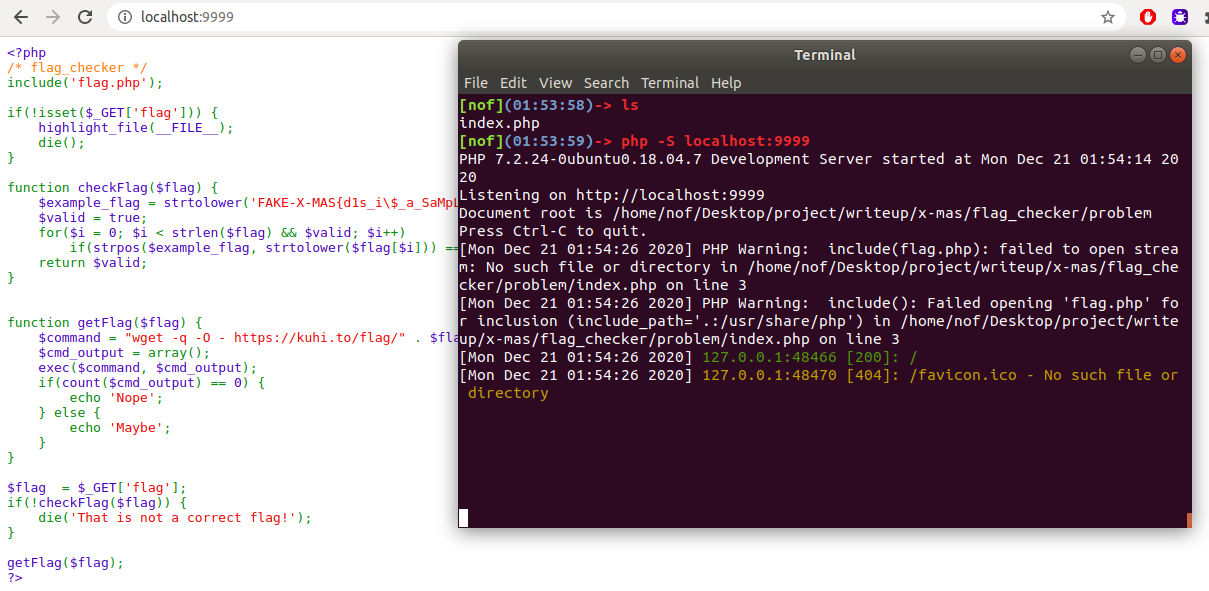 localhost:9999
<?php
/* flag_checker */
include('flag.php');
if(!isset($_GET['flag'])) {
    highlight_file(__FILE__);
    die();
}
function checkFlag($flag) {
    $example_flag = strtolower('FAKE-X-MAS{d1s_i\$_a_SaMpL
    $valid = true;
    for($i = 0; $i < strlen($flag) && $valid; $i++)
        if(strpos($example_flag, strtolower($flag[$i])) ==
    return $valid;
}
function getFlag($flag) {
    $command = "wget -q -O - https://kuhi.to/flag/" . $fla
    $cmd_output = array();
    exec($command, $cmd_output);
    if(count($cmd_output) == 0) {
        echo 'Nope';
    } else {
        echo 'Maybe';
    }
}
$flag  = $_GET['flag'];
if(!checkFlag($flag)) {
    die('That is not a correct flag!');
}
getFlag($flag);
?>
Terminal
File Edit View Search Terminal Help
[nof](01:53:58)-> ls
index.php
[nof](01:53:59)-> php -S localhost:9999
PHP 7.2.24-0ubuntu0.18.04.7 Development Server started at Mon Dec 21 01:54:14 20
20
Listening on http://localhost:9999
Document root is /home/nof/Desktop/project/writeup/x-mas/flag_checker/problem
Press Ctrl-C to quit.
[Mon Dec 21 01:54:26 2020] PHP Warning:  include(flag.php): failed to open strea
m: No such file or directory in /home/nof/Desktop/project/writeup/x-mas/flag_che
cker/problem/index.php on line 3
[Mon Dec 21 01:54:26 2020] PHP Warning:  include(): Failed opening 'flag.php' fo
r inclusion (include_path='.:/usr/share/php') in /home/nof/Desktop/project/write
up/x-mas/flag_checker/problem/index.php on line 3
[Mon Dec 21 01:54:26 2020] 127.0.0.1:48466 [200]: /
[Mon Dec 21 01:54:26 2020] 127.0.0.1:48470 [404]: /favicon.ico - No such file or
 directory